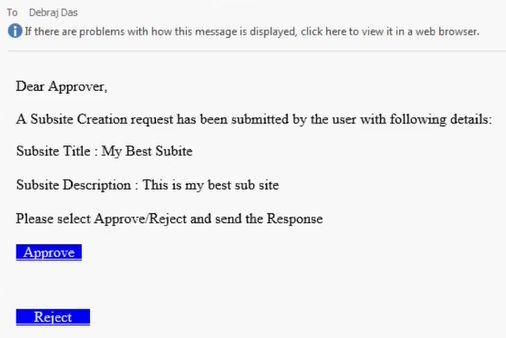 To Debraj Das
If there are problems with how this message is displayed, click here to view it in a web browser.
Dear Approver,
A Subsite Creation request has been submitted by the user with following details:
Subsite Title : My Best Subite
Subsite Description : This is my best sub site
Please select Approve/Reject and send the Response
Approve
Reject